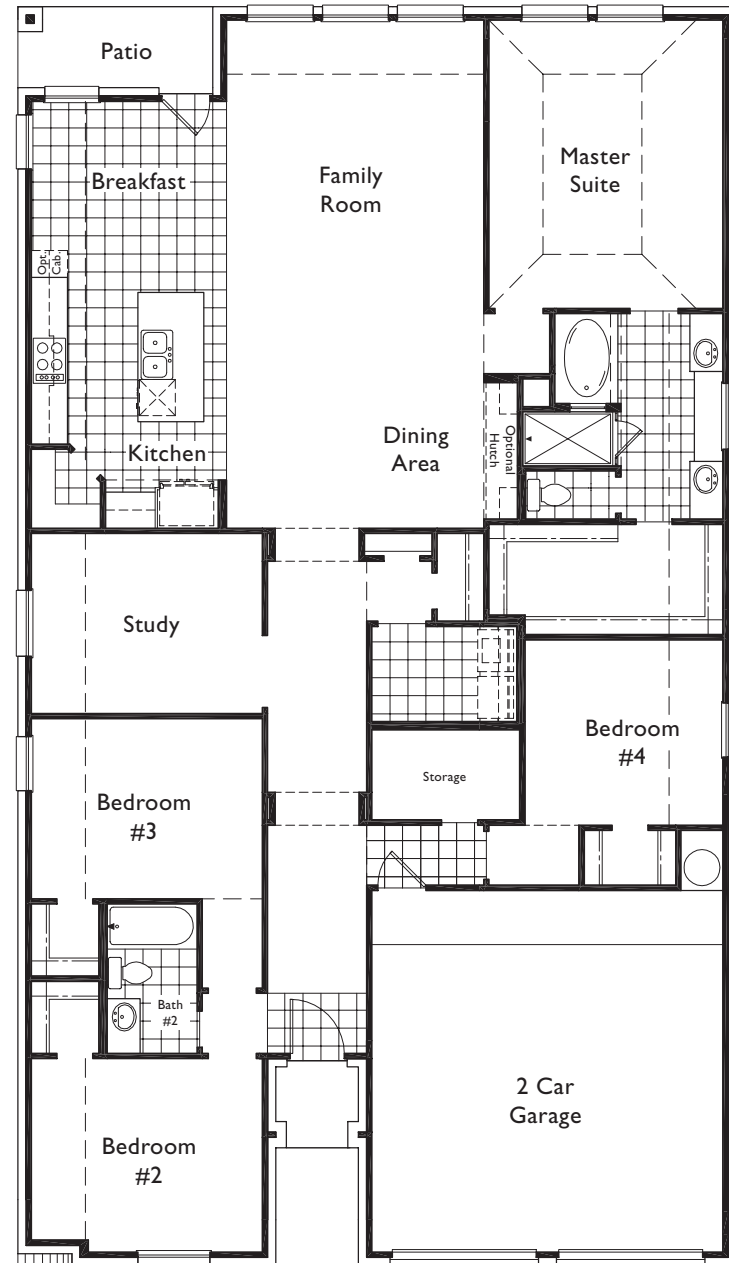 Patio
Breakfast
Family
Room
Master
Suite
Opt.
Cab.
Kitchen
Dining
Area
Optional
Hutch
Study
Bedroom
#4
Storage
Bedroom
#3
Bath
#2
2 Car
Garage
Bedroom
#2